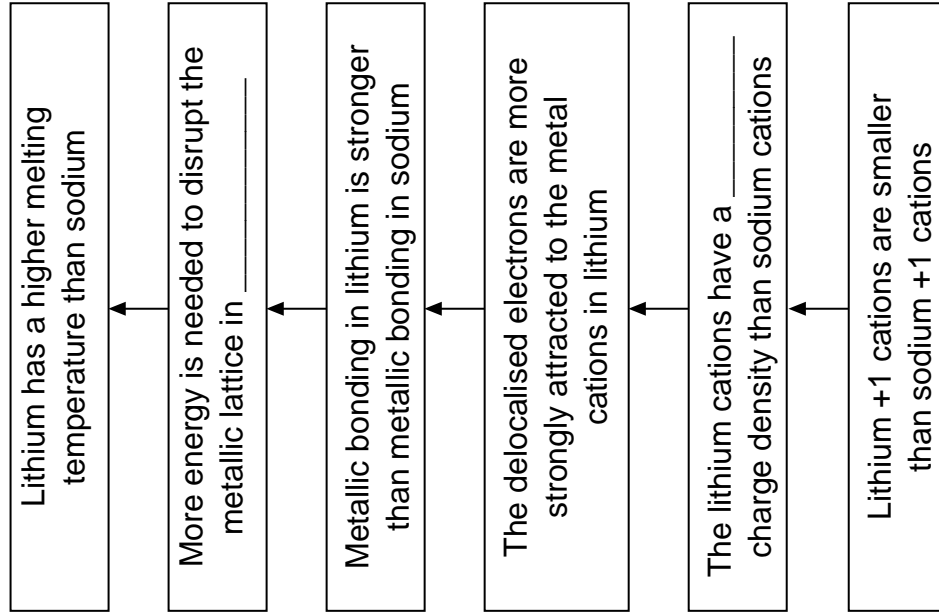 Lithium has a higher melting
temperature than sodium
More energy is needed to disrupt the
metallic lattice in __________
Metallic bonding in lithium is stronger
than metallic bonding in sodium
The delocalised electrons are more
strongly attracted to the metal
cations in lithium
The lithium cations have a __________
charge density than sodium cations
Lithium +1 cations are smaller
than sodium +1 cations